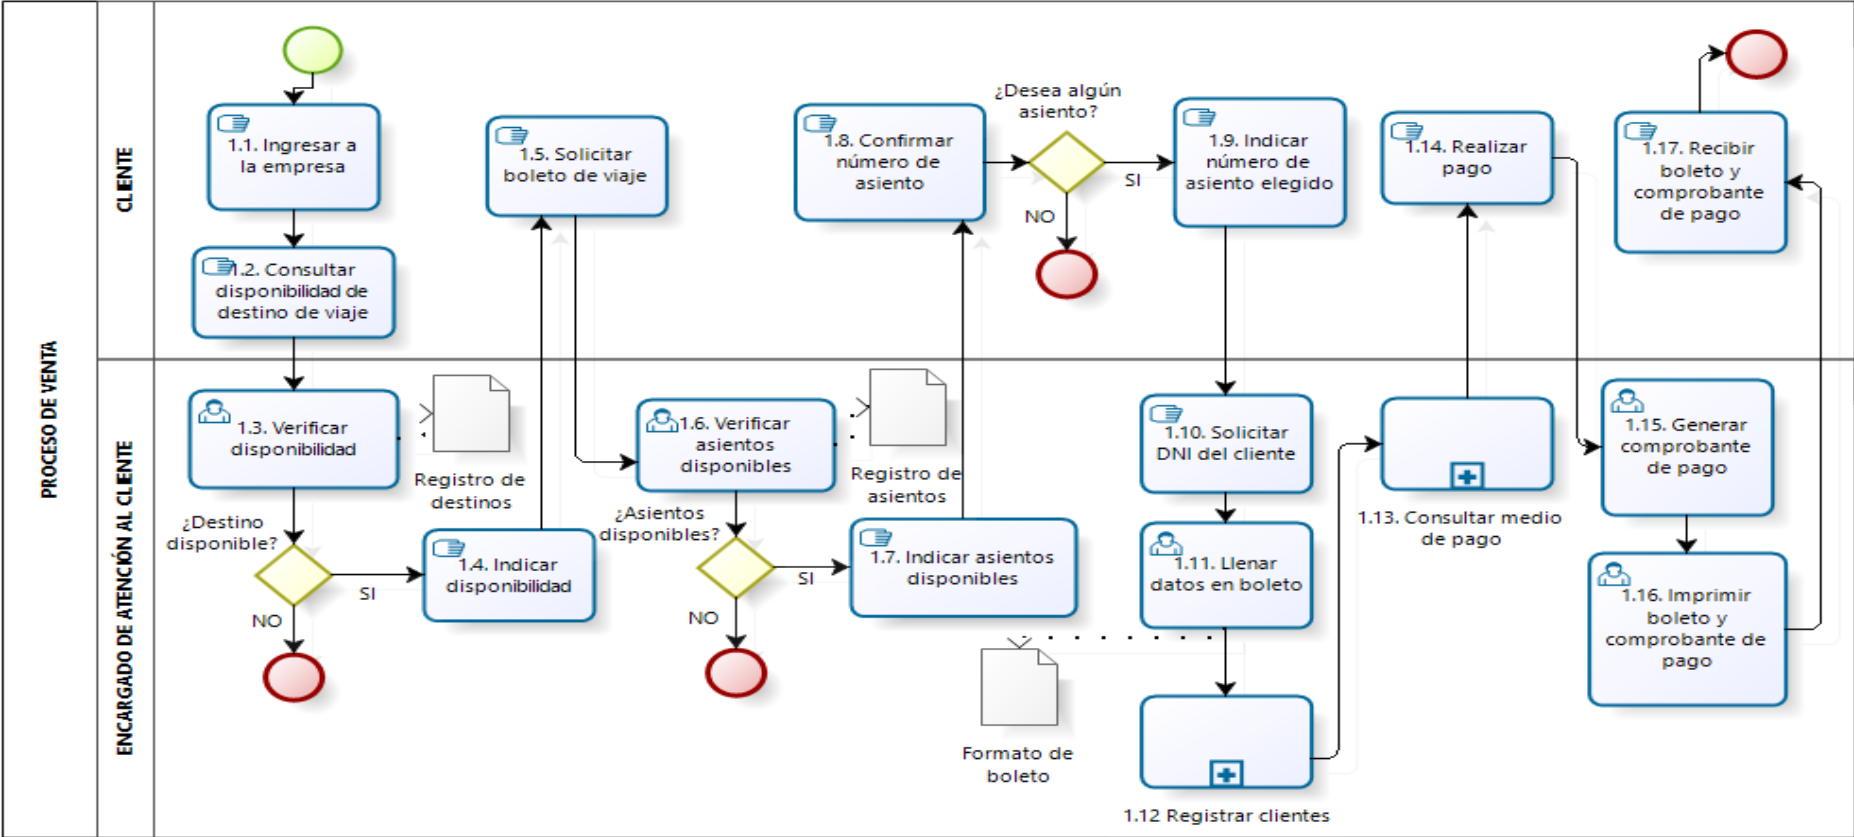 PROCESO DE VENTA
CLIENTE
1.1. Ingresar a
la empresa
1.2. Consultar
disponibilidad de
destino de viaje
1.5. Solicitar
boleto de viaje
1.8. Confirmar
número de
asiento
¿Desea algún
asiento?
SI
NO
1.9. Indicar
número de
asiento elegido
1.14. Realizar
pago
1.17. Recibir
boleto y
comprobante
de pago
ENCARGADO DE ATENCIÓN AL CLIENTE
1.3. Verificar
disponibilidad
Registro de
destinos
¿Destino
disponible?
SI
NO
1.4. Indicar
disponibilidad
1.6. Verificar
asientos
disponibles
Registro de
asientos
¿Asientos
disponibles?
SI
NO
1.7. Indicar asientos
disponibles
1.10. Solicitar
DNI del cliente
1.11. Llenar
datos en boleto
Formato de
boleto
1.12 Registrar clientes
1.13. Consultar medio
de pago
1.15. Generar
comprobante
de pago
1.16. Imprimir
boleto y
comprobante de
pago